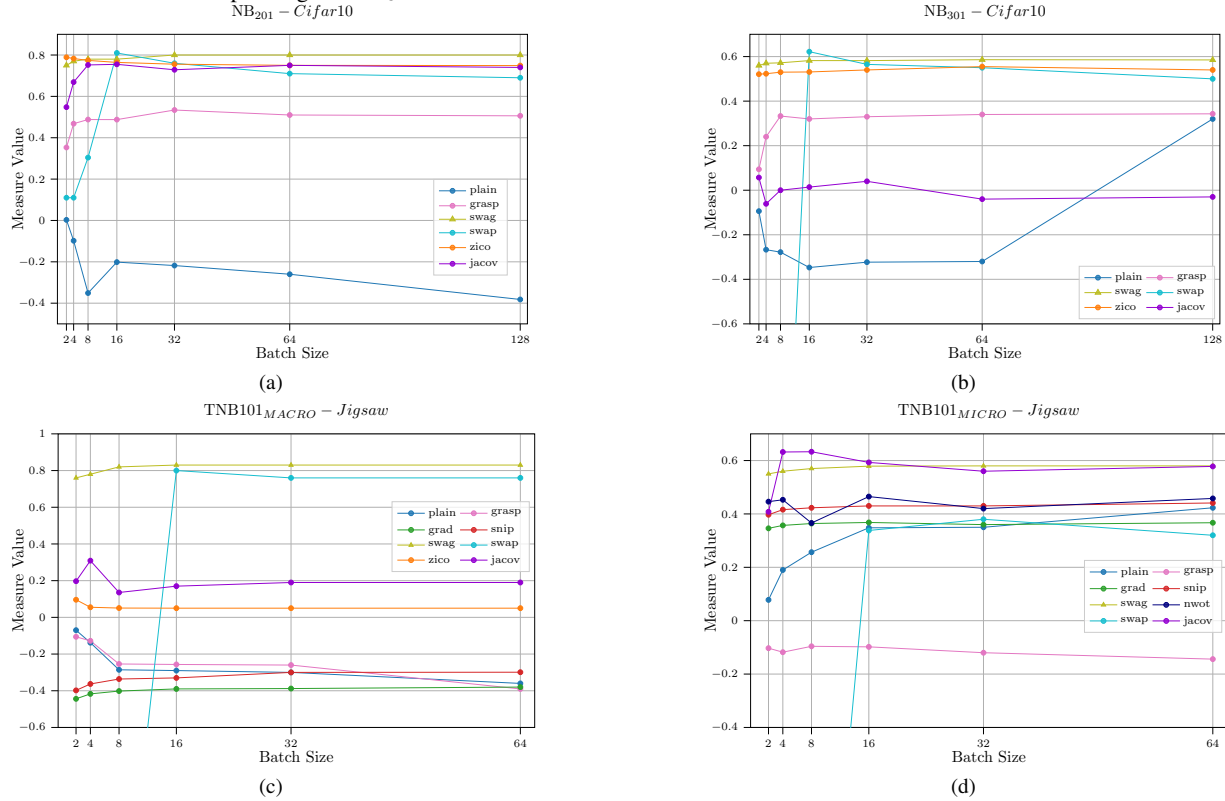 NB201 − Cifar10
0.8
0.6
0.4
0.2
0
−0.2
−0.4
Measure Value
plain
grasp
swag
swap
zico
jacov
2 4 8 16 32 64 128
Batch Size
(a)
NB301 − Cifar10
0.6
0.4
0.2
0
−0.2
−0.4
−0.6
Measure Value
plain grasp
swag swap
zico jacov
2 4 8 16 32 64 128
Batch Size
(b)
TNB101MACRO − Jigsaw
1
0.8
0.6
0.4
0.2
0
−0.2
−0.4
−0.6
Measure Value
plain grasp
grad snip
swag swap
zico jacov
2 4 8 16 32 64
Batch Size
(c)
TNB101MICRO − Jigsaw
0.6
0.4
0.2
0
−0.2
−0.4
Measure Value
plain grasp
grad snip
swag nwot
swap jacov
2 4 8 16 32 64
Batch Size
(d)